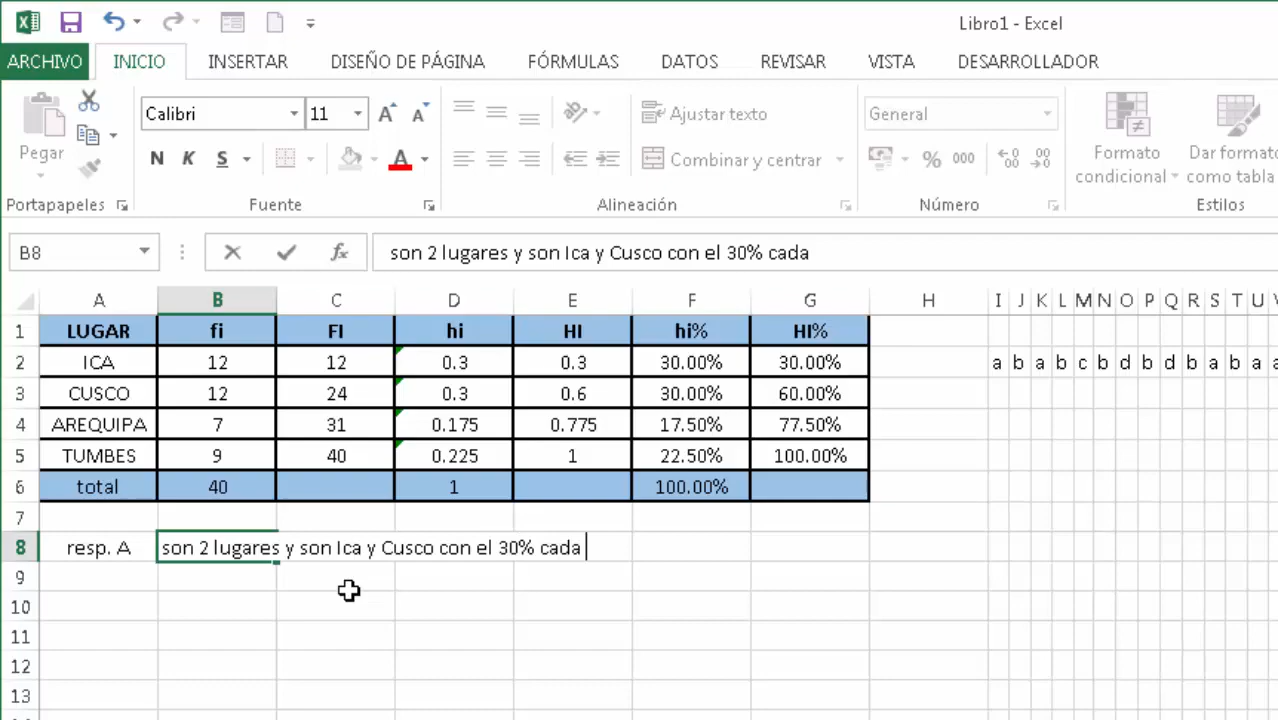 Libro1 - Excel
ARCHIVO INICIO INSERTAR DISEÑO DE PÁGINA FÓRMULAS DATOS REVISAR VISTA DESARROLLADOR
Calibri 11 A A Ajustar texto General
Pegar N K S A Combinar y centrar % 000 Formato condicional Dar formato como tabla
Portapapeles Fuente Alineación Número Estilos
B8 fx son 2 lugares y son Ica y Cusco con el 30% cada
A B C D E F G H I J K L M N O P Q R S T U V
1 LUGAR fi FI hi HI hi% HI%
2 ICA 12 12 0.3 0.3 30.00% 30.00% a b a b c b d b d b a b a a
3 CUSCO 12 24 0.3 0.6 30.00% 60.00%
4 AREQUIPA 7 31 0.175 0.775 17.50% 77.50%
5 TUMBES 9 40 0.225 1 22.50% 100.00%
6 total 40 1 100.00%
7
8 resp. A son 2 lugares y son Ica y Cusco con el 30% cada
9
10
11
12
13